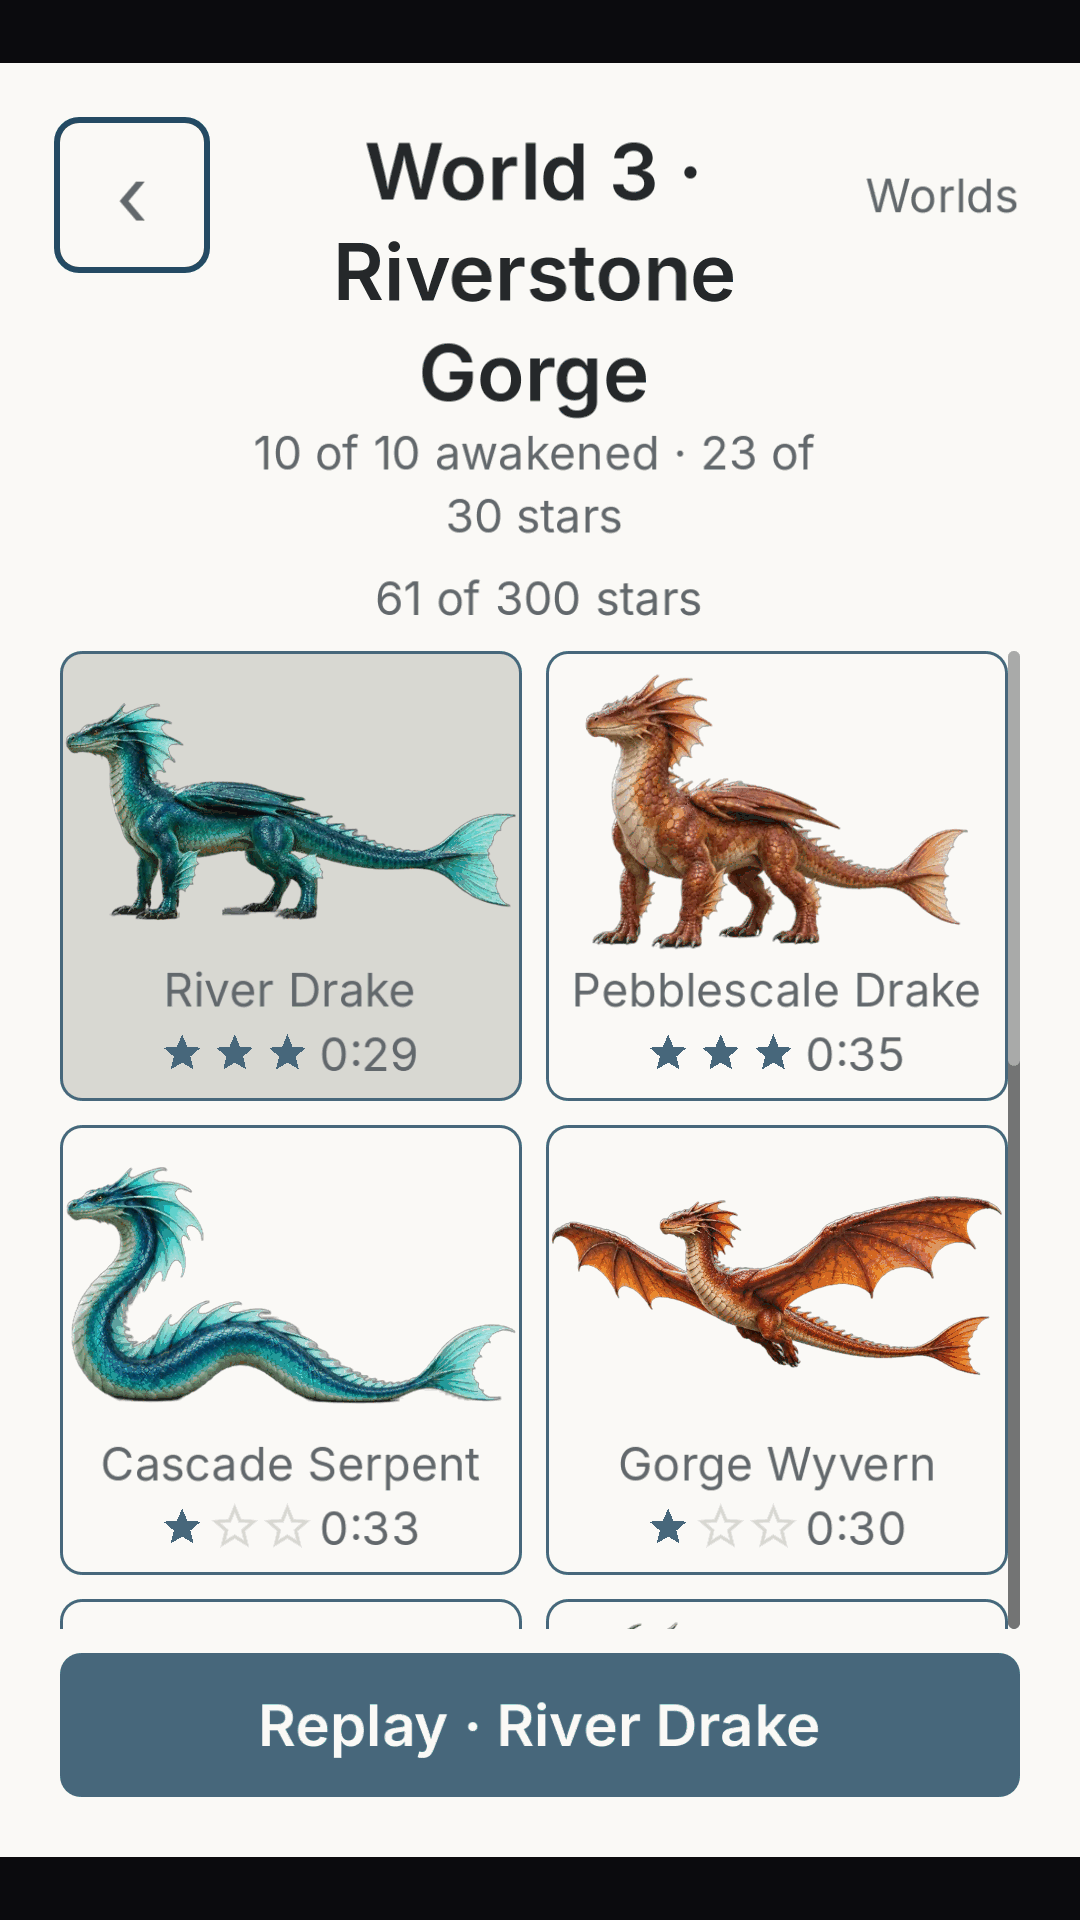 ‹
World 3 ·
Worlds
Riverstone
Gorge
10 of 10 awakened · 23 of
30 stars
61 of 300 stars
River Drake
0:29
Pebblescale Drake
0:35
Cascade Serpent
0:33
Gorge Wyvern
0:30
Replay · River Drake